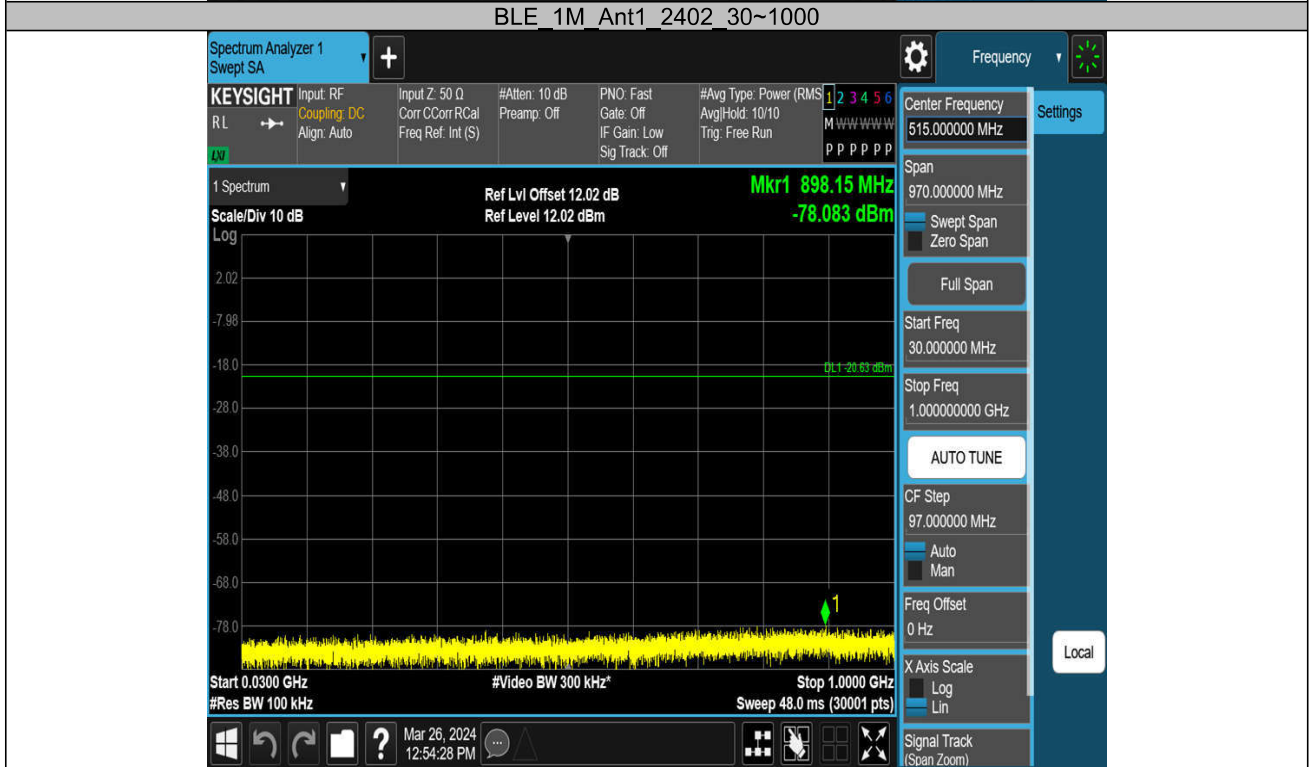 BLE_1M_Ant1_2402_30~1000
Spectrum Analyzer 1
Swept SA
+
Frequency
KEYSIGHT
RL
LXI
Input: RF
Coupling: DC
Align: Auto
Input Z: 50 Ω
Corr CCorr RCal
Freq Ref: Int (S)
#Atten: 10 dB
Preamp: Off
PNO: Fast
Gate: Off
IF Gain: Low
Sig Track: Off
#Avg Type: Power (RMS
Avg|Hold: 10/10
Trig: Free Run
1 2 3 4 5 6
M W W W W W
P P P P P P
1 Spectrum
Scale/Div 10 dB
Log
Ref Lvl Offset 12.02 dB
Ref Level 12.02 dBm
Mkr1 898.15 MHz
-78.083 dBm
2.02
-7.98
-18.0
DL1 -20.63 dBm
-28.0
-38.0
-48.0
-58.0
-68.0
-78.0
1
Start 0.0300 GHz
#Res BW 100 kHz
#Video BW 300 kHz*
Stop 1.0000 GHz
Sweep 48.0 ms (30001 pts)
Center Frequency
515.000000 MHz
Span
970.000000 MHz
Swept Span
Zero Span
Full Span
Start Freq
30.000000 MHz
Stop Freq
1.000000000 GHz
AUTO TUNE
CF Step
97.000000 MHz
Auto
Man
Freq Offset
0 Hz
X Axis Scale
Log
Lin
Signal Track
(Span Zoom)
Settings
Local
?
Mar 26, 2024
12:54:28 PM